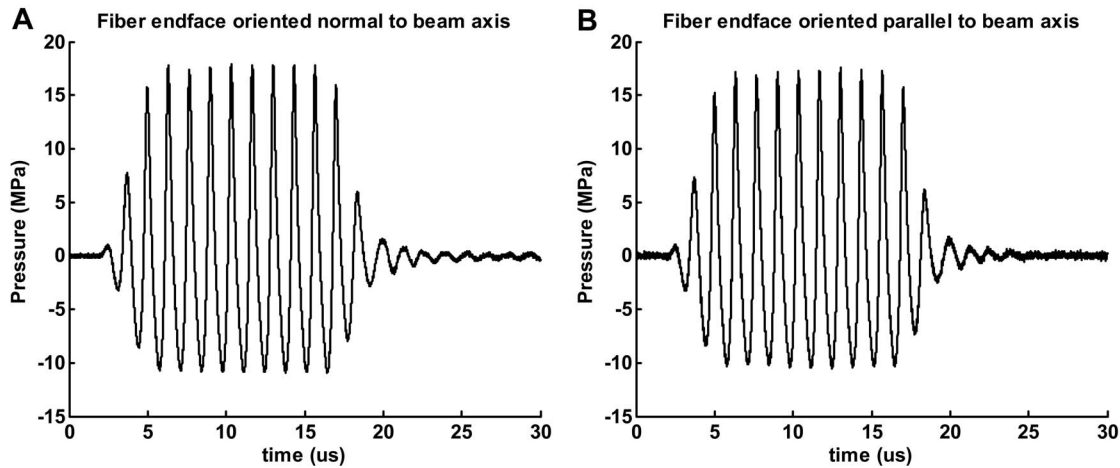 A
Fiber endface oriented normal to beam axis
20
15
10
5
0
-5
-10
-15
Pressure (MPa)
0 5 10 15 20 25 30
time (us)
B
Fiber endface oriented parallel to beam axis
20
15
10
5
0
-5
-10
-15
Pressure (MPa)
0 5 10 15 20 25 30
time (us)